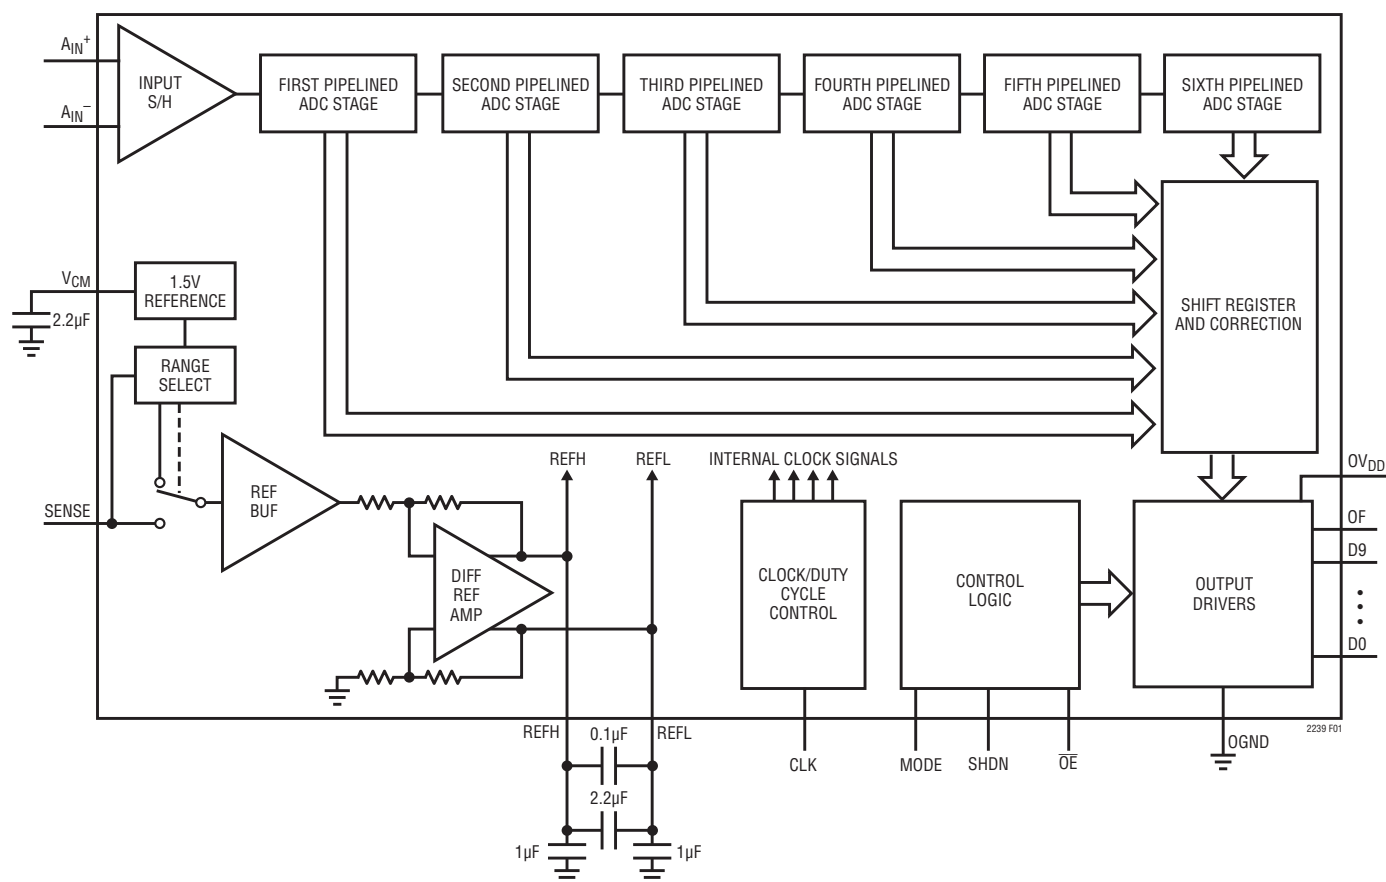 AIN+
AIN−
INPUT
S/H
FIRST PIPELINED
ADC STAGE
SECOND PIPELINED
ADC STAGE
THIRD PIPELINED
ADC STAGE
FOURTH PIPELINED
ADC STAGE
FIFTH PIPELINED
ADC STAGE
SIXTH PIPELINED
ADC STAGE
VCM
2.2µF
1.5V
REFERENCE
RANGE
SELECT
SHIFT REGISTER
AND CORRECTION
SENSE
REF
BUF
REFH
REFL
INTERNAL CLOCK SIGNALS
DIFF
REF
AMP
CLOCK/DUTY
CYCLE
CONTROL
CONTROL
LOGIC
OUTPUT
DRIVERS
OVDD
OF
D9
D0
REFH
0.1µF
REFL
2.2µF
1µF
1µF
CLK
MODE
SHDN
O̅E̅
OGND
2239 F01